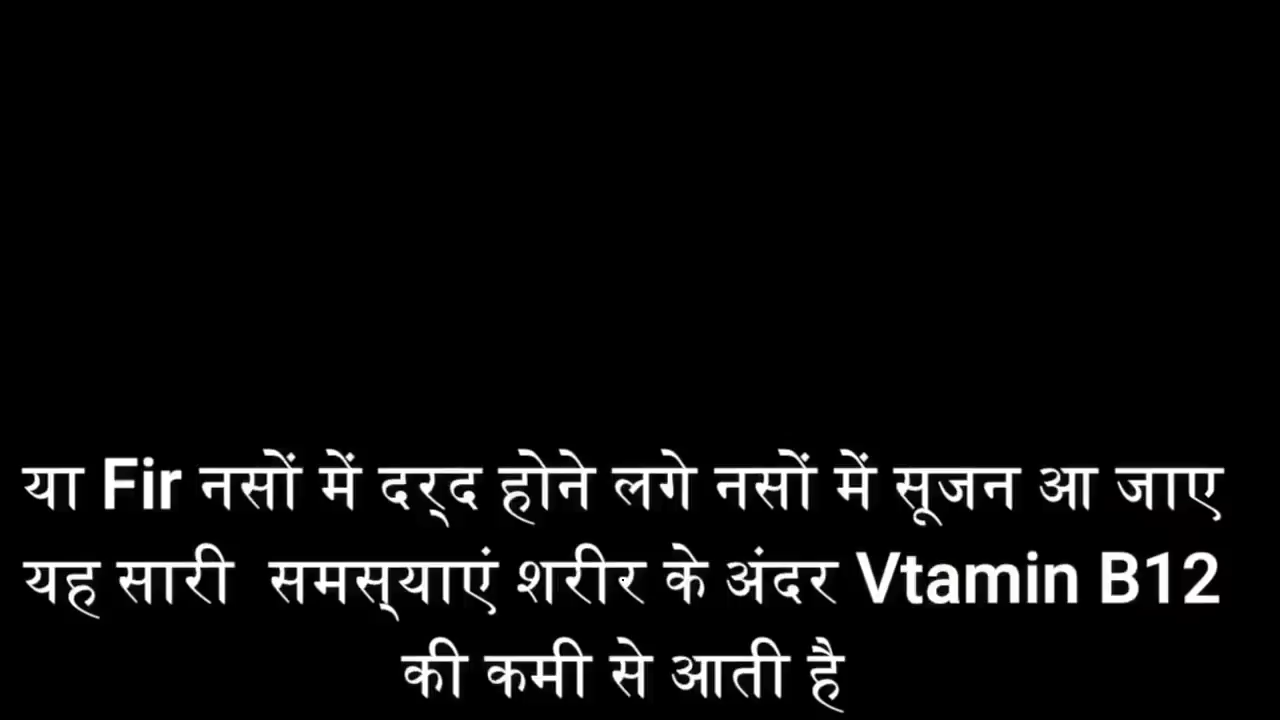 या Fir नसों में दर्द होने लगे नसों में सूजन आ जाए
यह सारी समस्याएं शरीर के अंदर Vtamin B12
की कमी से आती है